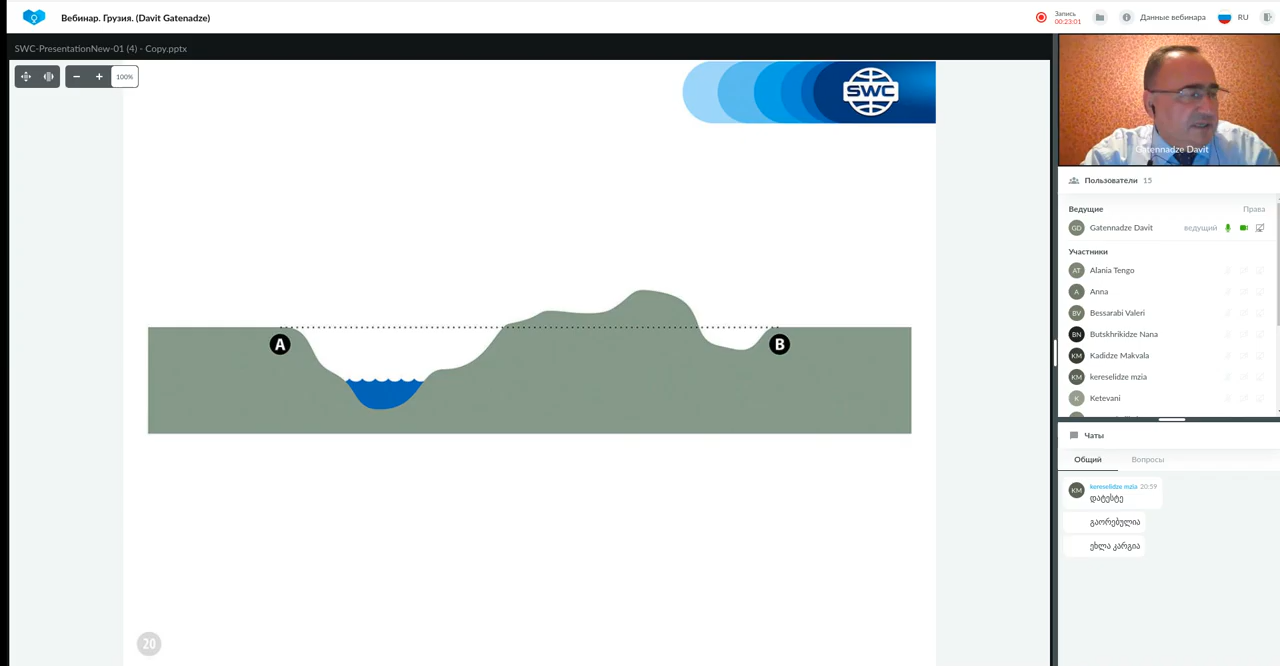 Вебинар. Грузия. (Davit Gatenadze)
Запись
00:23:01
Данные вебинара
RU
SWC-PresentationNew-01 (4) - Copy.pptx
100%
SWC
A
B
20
Gatennadze Davit
Пользователи 15
Ведущие
Права
GD Gatennadze Davit ведущий
Участники
AT Alania Tengo
A Anna
BV Bessarabi Valeri
BN Butskhrikidze Nana
KM Kadidze Makvala
KM kereselidze mzia
K Ketevani
Чаты
Общий
Вопросы
KM kereselidze mzia 20:59
დატესტე
გაორებულია
ეხლა კარგია